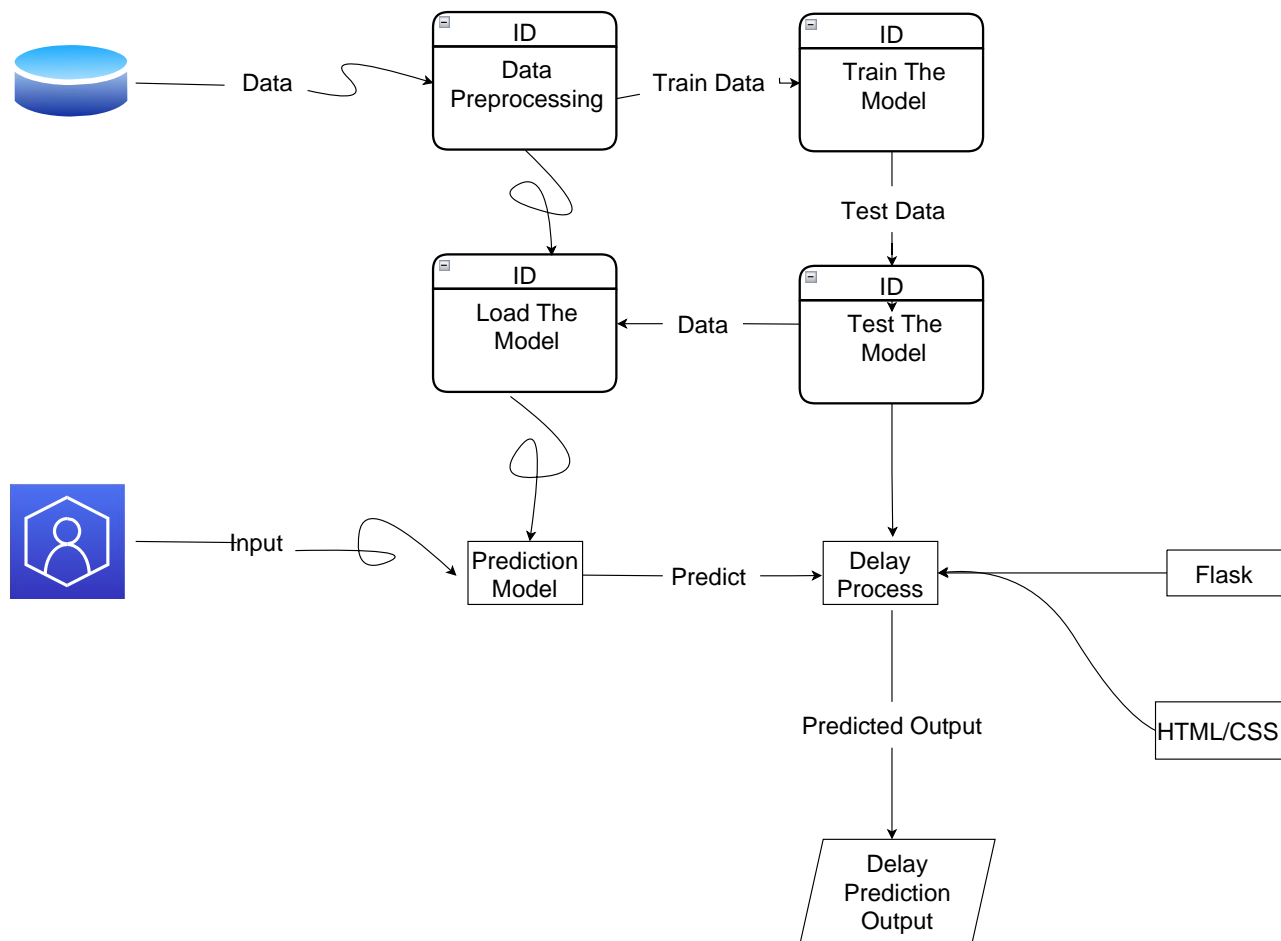 ID
ID
Data
Data
Preprocessing
Train Data
Train The
Model
Test Data
ID
ID
Load The
Model
Data
Test The
Model
Input
Prediction
Model
Predict
Delay
Process
Flask
Predicted Output
HTML/CSS
Delay
Prediction
Output